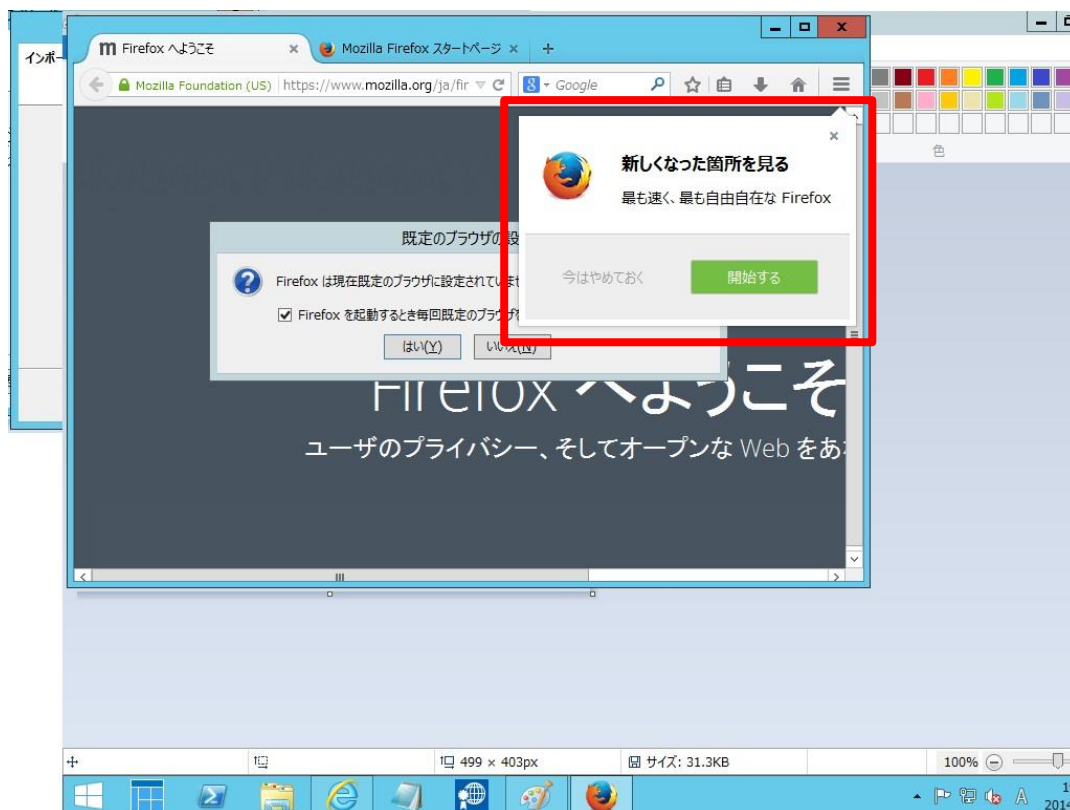 インポー
Firefox へようこそ
Mozilla Firefox スタートページ
Mozilla Foundation (US)
https://www.mozilla.org/ja/fir
Google
色
新しくなった箇所を見る
最も速く、最も自由自在な Firefox
今はやめておく
開始する
既定のブラウザの設
Firefox は現在既定のブラウザに設定されていませ
Firefox を起動するとき毎回既定のブラウザを
はい(Y)
いいえ(N)
Firefox へようこそ
ユーザのプライバシー、そしてオープンな Web をあ
499 × 403px
サイズ: 31.3KB
100%
A
2014